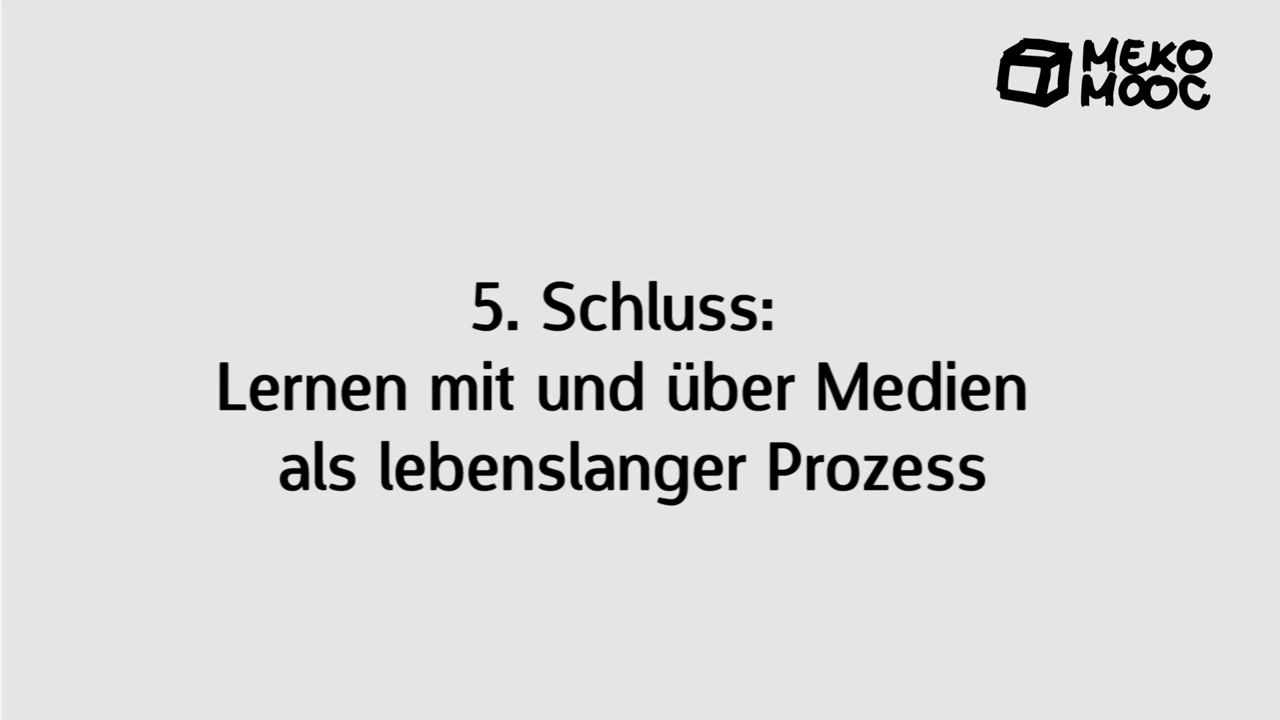 MEKO
MOOC
5. Schluss:
Lernen mit und über Medien
als lebenslanger Prozess